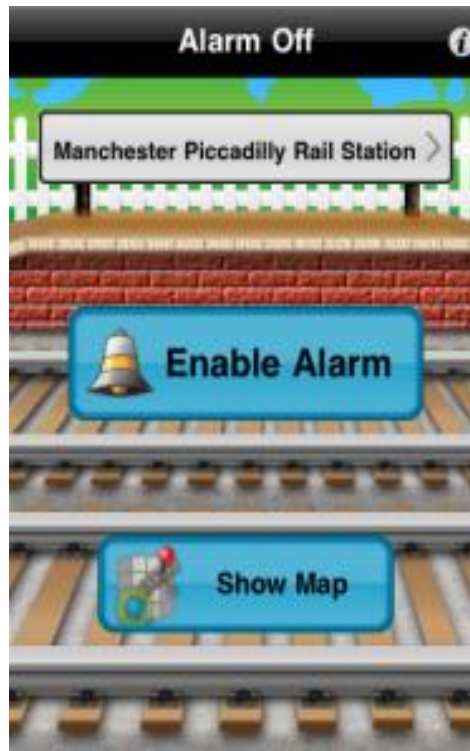 Alarm Off
Manchester Piccadilly Rail Station
Enable Alarm
Show Map